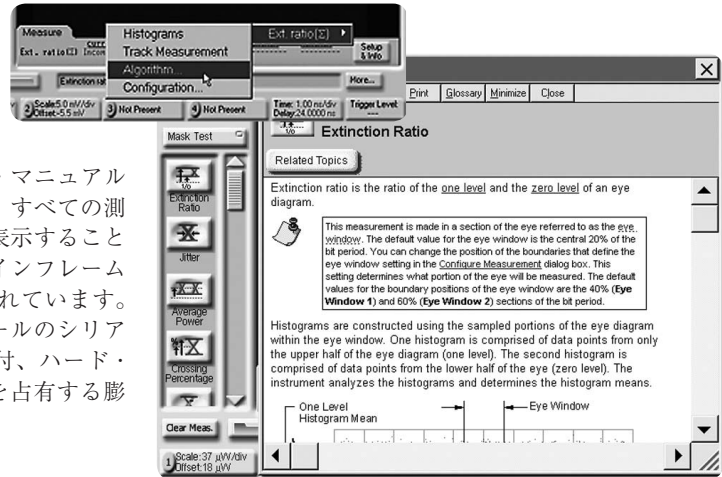 Measure
Histograms
Ext. ratio(Σ)
Track Measurement
Setup
& Info
Algorithm...
Configuration...
More...
Scale:5.0 mV/div
Offset:-5.5 mV
3) Not Present
4) Not Present
Time: 1.00 ns/div
Delay:24.0000 ns
Trigger Level:
---
Print Glossary Minimize Close
Extinction Ratio
Related Topics
Mask Test
Extinction
Ratio
Jitter
Average
Power
Crossing
Percentage
Clear Meas.
1
Scale:37 µW/div
Offset:18 µW
Extinction ratio is the ratio of the one level and the zero level of an eye
diagram.
This measurement is made in a section of the eye referred to as the eye
window. The default value for the eye window is the central 20% of the
bit period. You can change the position of the boundaries that define the
eye window setting in the Configure Measurement dialog box. This
setting determines what portion of the eye will be measured. The default
values for the boundary positions of the eye window are the 40% (Eye
Window 1) and 60% (Eye Window 2) sections of the bit period.
Histograms are constructed using the sampled portions of the eye diagram
within the eye window. One histogram is comprised of data points from only
the upper half of the eye diagram (one level). The second histogram is
comprised of data points from the lower half of the eye (zero level). The
instrument analyzes the histograms and determines the histogram means.
One Level
Histogram Mean
Eye Window
マニュアル
すべての測
表示すること
インフレーム
れています。
ールのシリア
付、ハード・
を占有する膨